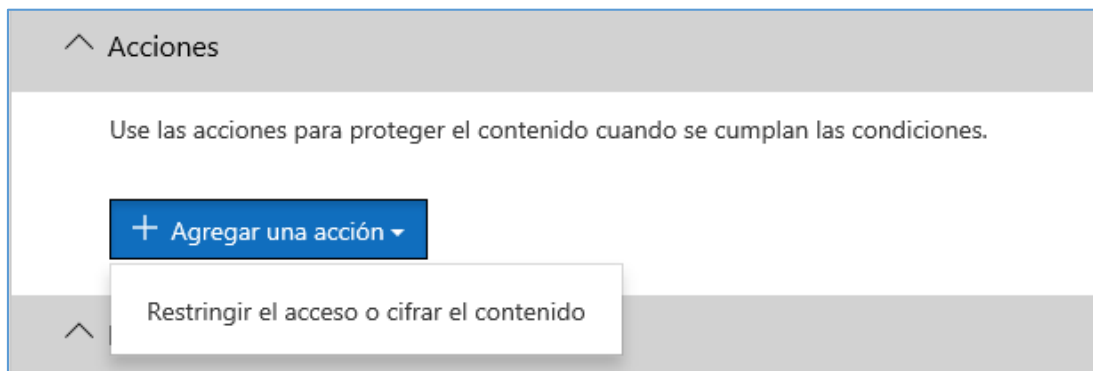 Acciones
Use las acciones para proteger el contenido cuando se cumplan las condiciones.
Agregar una acción
Restringir el acceso o cifrar el contenido